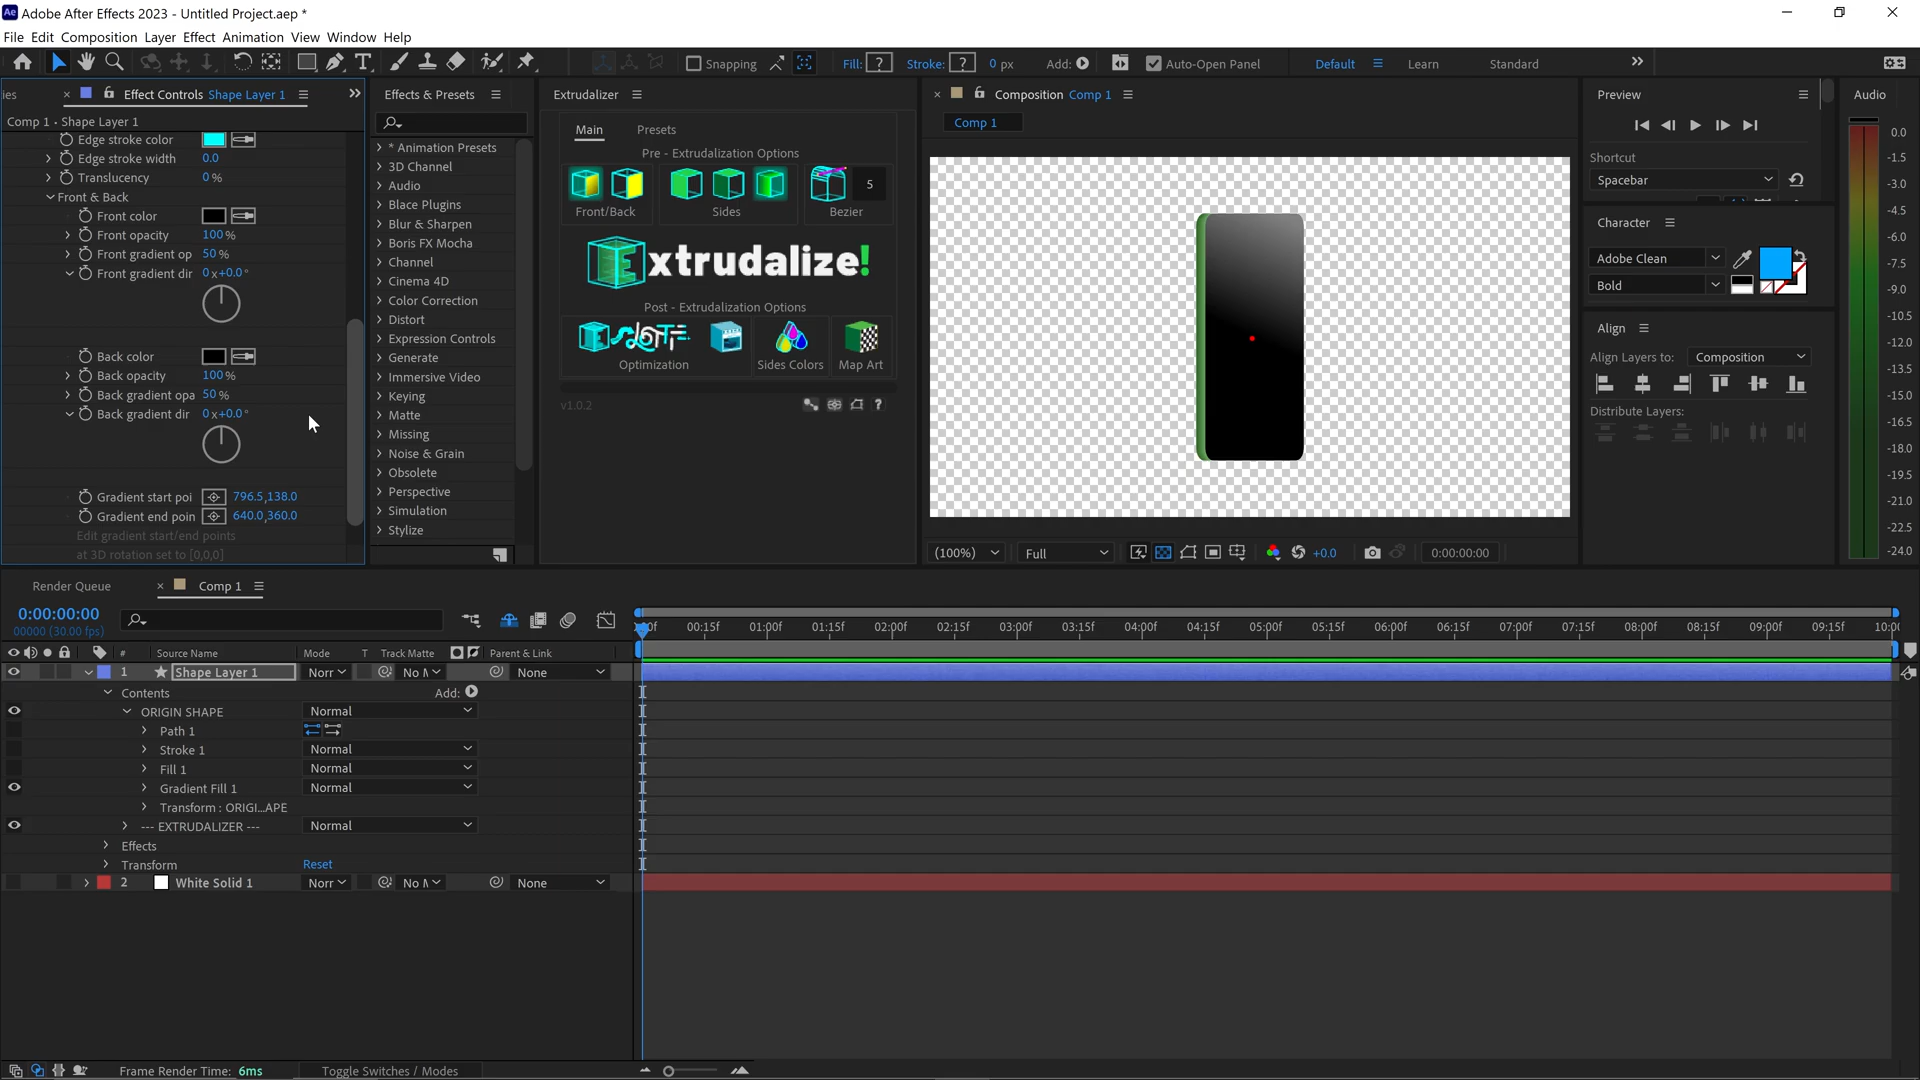 Adobe After Effects 2023 - Untitled Project.aep *
File Edit Composition Layer Effect Animation View Window Help
Snapping
Fill: ? Stroke: ? 0 px Add:
Auto-Open Panel
Default Learn Standard
ies Effect Controls Shape Layer 1
Comp 1 • Shape Layer 1
Edge stroke color
Edge stroke width 0.0
Translucency 0 %
Front & Back
Front color
Front opacity 100 %
Front gradient op 50 %
Front gradient dir 0 x+0.0 °
Back color
Back opacity 100 %
Back gradient opa 50 %
Back gradient dir 0 x+0.0 °
Gradient start poi 796.5,138.0
Gradient end poin 640.0,360.0
Edit gradient start/end points
at 3D rotation set to [0,0,0]
Effects & Presets
* Animation Presets
3D Channel
Audio
Blace Plugins
Blur & Sharpen
Boris FX Mocha
Channel
Cinema 4D
Color Correction
Distort
Expression Controls
Generate
Immersive Video
Keying
Matte
Missing
Noise & Grain
Obsolete
Perspective
Simulation
Stylize
Extrudalizer
Main Presets
Pre - Extrudalization Options
5
Front/Back Sides Bezier
Extrudalize!
Post - Extrudalization Options
Optimization Sides Colors Map Art
v1.0.2
?
Composition Comp 1
Comp 1
(100%) Full +0.0 0:00:00:00
Preview
Shortcut
Spacebar
Character
Adobe Clean
Bold
Align
Align Layers to: Composition
Distribute Layers:
Audio
0.0
-1.5
-3.0
-4.5
-6.0
-7.5
-9.0
-10.5
-12.0
-13.5
-15.0
-16.5
-18.0
-19.5
-21.0
-22.5
-24.0
Render Queue Comp 1
0:00:00:00
00000 (30.00 fps)
00:15f 01:00f 01:15f 02:00f 02:15f 03:00f 03:15f 04:00f 04:15f 05:00f 05:15f 06:00f 06:15f 07:00f 07:15f 08:00f 08:15f 09:00f 09:15f
# Source Name Mode T Track Matte Parent & Link
1 Shape Layer 1 Norr None
Contents Add:
ORIGIN SHAPE Normal
Path 1
Stroke 1 Normal
Fill 1 Normal
Gradient Fill 1 Normal
Transform : ORIGI...APE
--- EXTRUDALIZER --- Normal
Effects
Transform Reset
2 White Solid 1 Norr None
Frame Render Time: 6ms Toggle Switches / Modes